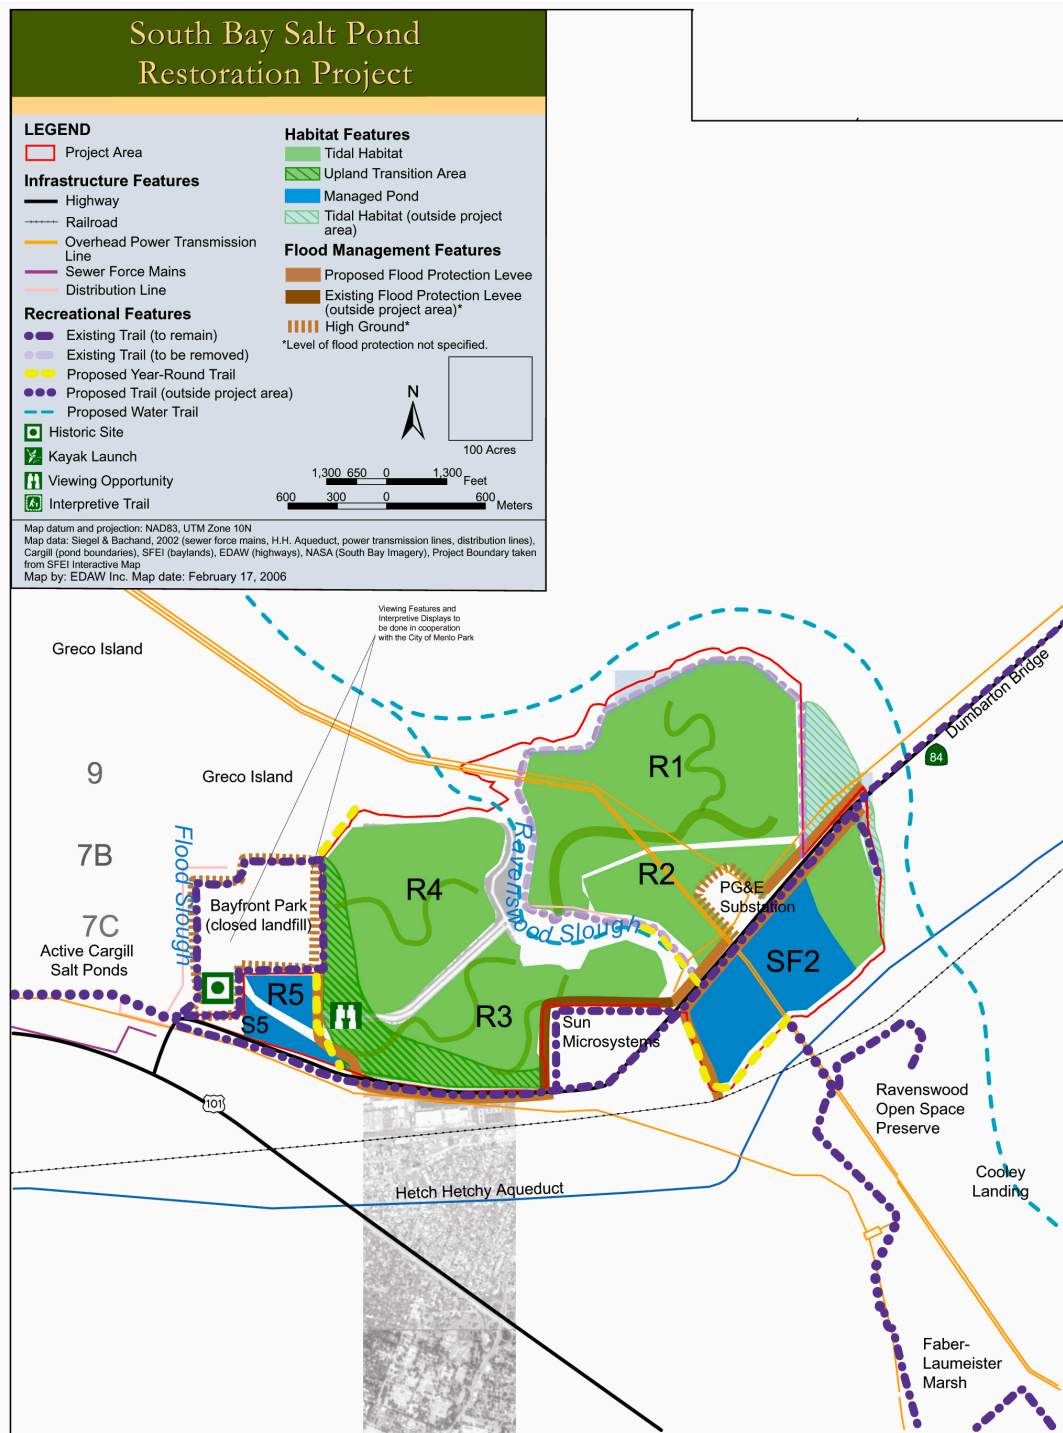 South Bay Salt Pond
Restoration Project
LEGEND
Project Area
Infrastructure Features
Highway
Railroad
Overhead Power Transmission
Line
Sewer Force Mains
Distribution Line
Recreational Features
Existing Trail (to remain)
Existing Trail (to be removed)
Proposed Year-Round Trail
Proposed Trail (outside project area)
Proposed Water Trail
Historic Site
Kayak Launch
Viewing Opportunity
Interpretive Trail
Habitat Features
Tidal Habitat
Upland Transition Area
Managed Pond
Tidal Habitat (outside project
area)
Flood Management Features
Proposed Flood Protection Levee
Existing Flood Protection Levee
(outside project area)*
High Ground*
*Level of flood protection not specified.
N
100 Acres
1,300 650 0 1,300 Feet
600 300 0 600 Meters
Map datum and projection: NAD83, UTM Zone 10N
Map data: Siegel & Bachand, 2002 (sewer force mains, H.H. Aqueduct, power transmission lines, distribution lines),
Cargill (pond boundaries), SFEI (baylands), EDAW (highways), NASA (South Bay Imagery), Project Boundary taken
from SFEI Interactive Map
Map by: EDAW Inc. Map date: February 17, 2006
Viewing Features and
Interpretive Displays to
be done in cooperation
with the City of Menlo Park
Greco Island
Dumbarton Bridge
84
9
Greco Island
R1
7B
Flood Slough
Ravenswood Slough
R4
R2
PG&E
Substation
Bayfront Park
(closed landfill)
7C
Active Cargill
Salt Ponds
SF2
R5
S5
R3
Sun
Microsystems
101
Ravenswood
Open Space
Preserve
Cooley
Landing
Hetch Hetchy Aqueduct
Faber-
Laumeister
Marsh